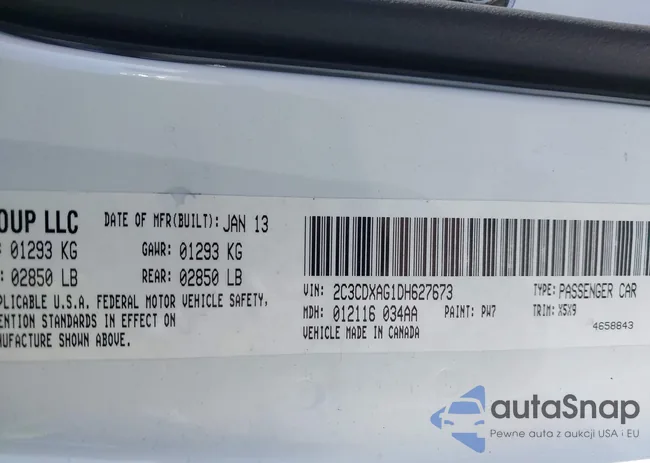 OUP LLC
DATE OF MFR(BUILT): JAN 13
: 01293 KG GAWR: 01293 KG
: 02850 LB REAR: 02850 LB
PLICABLE U.S.A. FEDERAL MOTOR VEHICLE SAFETY,
ENTION STANDARDS IN EFFECT ON
NUFACTURE SHOWN ABOVE.
VIN: 2C3CDXAG1DH627673 TYPE: PASSENGER CAR
MDH: 012116 034AA PAINT: PW7 TRIM: X5X9
VEHICLE MADE IN CANADA 4658843
autaSnap
Pewne auta z aukcji USA i EU